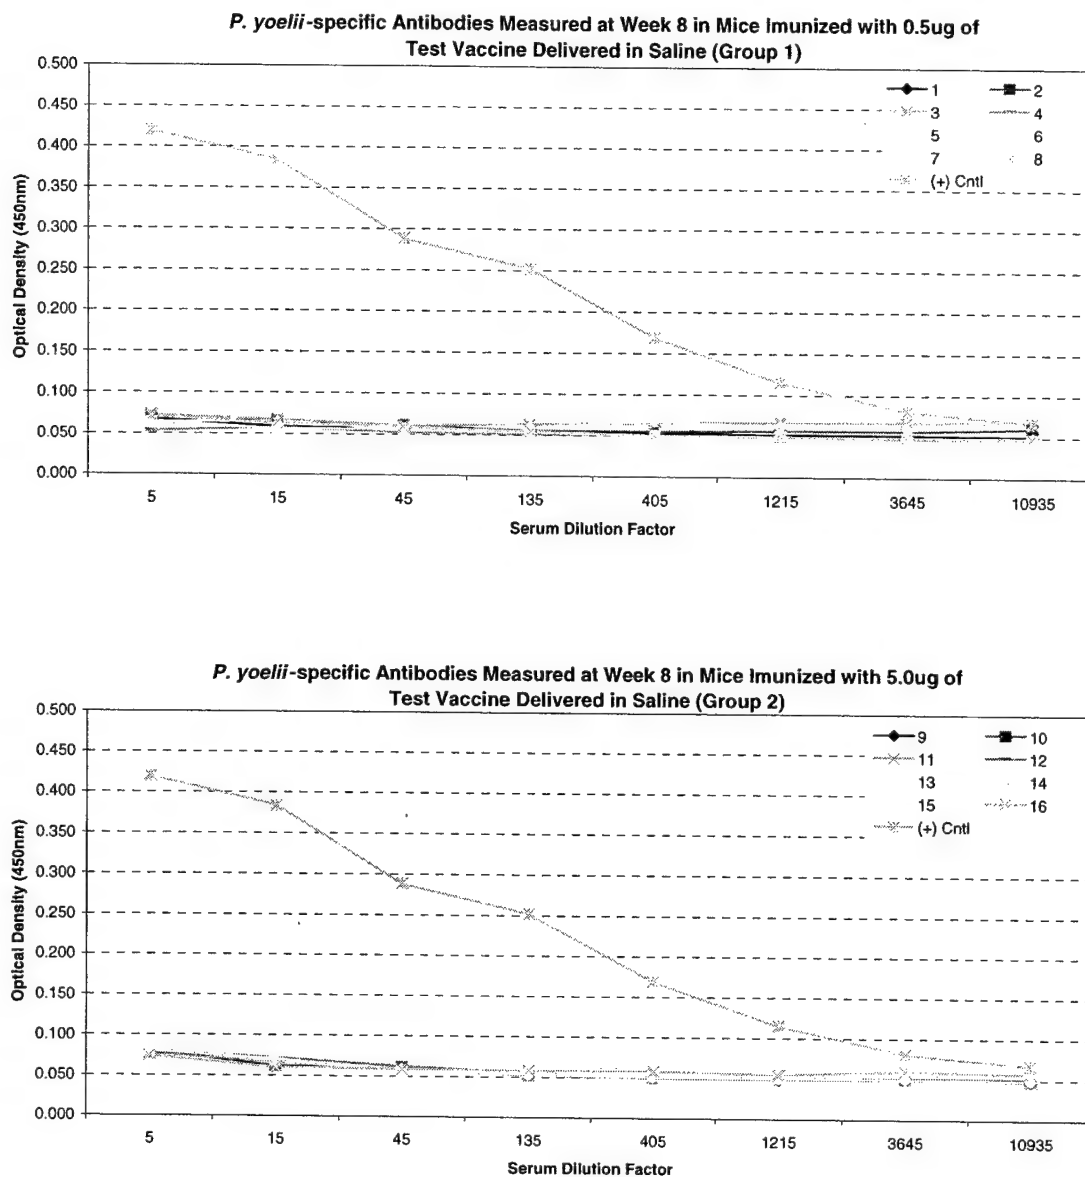 P. yoelii-specific Antibodies Measured at Week 8 in Mice Imunized with 0.5ug of
Test Vaccine Delivered in Saline (Group 1)
0.500
0.450
0.400
0.350
0.300
0.250
0.200
0.150
0.100
0.050
0.000
Optical Density (450nm)
1 2
3 4
5 6
7 8
(+) Cntl
5 15 45 135 405 1215 3645 10935
Serum Dilution Factor
P. yoelii-specific Antibodies Measured at Week 8 in Mice Imunized with 5.0ug of
Test Vaccine Delivered in Saline (Group 2)
0.500
0.450
0.400
0.350
0.300
0.250
0.200
0.150
0.100
0.050
0.000
Optical Density (450nm)
9 10
11 12
13 14
15 16
(+) Cntl
5 15 45 135 405 1215 3645 10935
Serum Dilution Factor